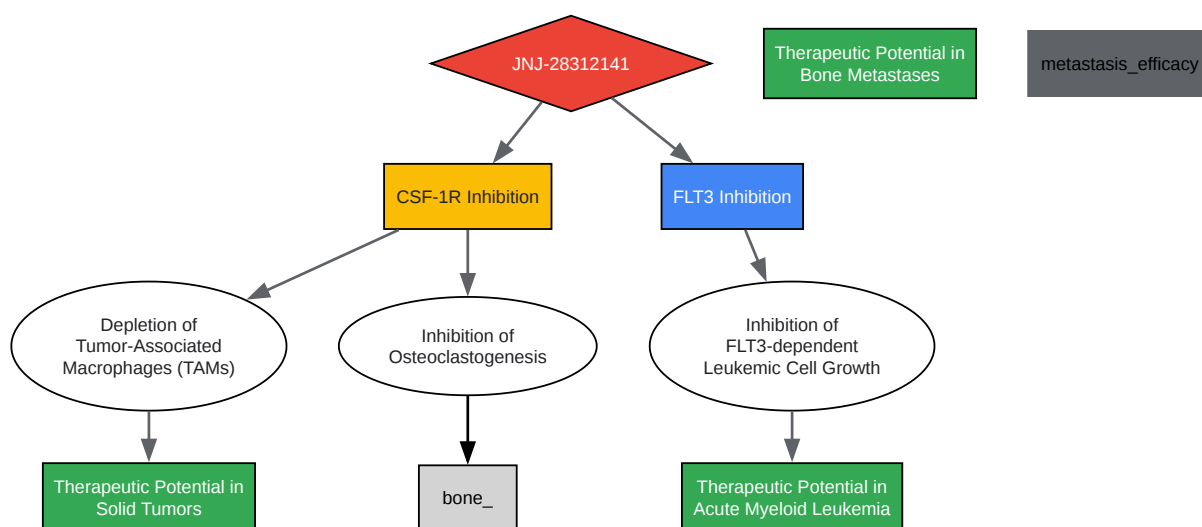 JNJ-28312141
Therapeutic Potential in
Bone Metastases
metastasis_efficacy
CSF-1R Inhibition
FLT3 Inhibition
Depletion of
Tumor-Associated
Macrophages (TAMs)
Inhibition of
Osteoclastogenesis
Inhibition of
FLT3-dependent
Leukemic Cell Growth
Therapeutic Potential in
Solid Tumors
bone_
Therapeutic Potential in
Acute Myeloid Leukemia